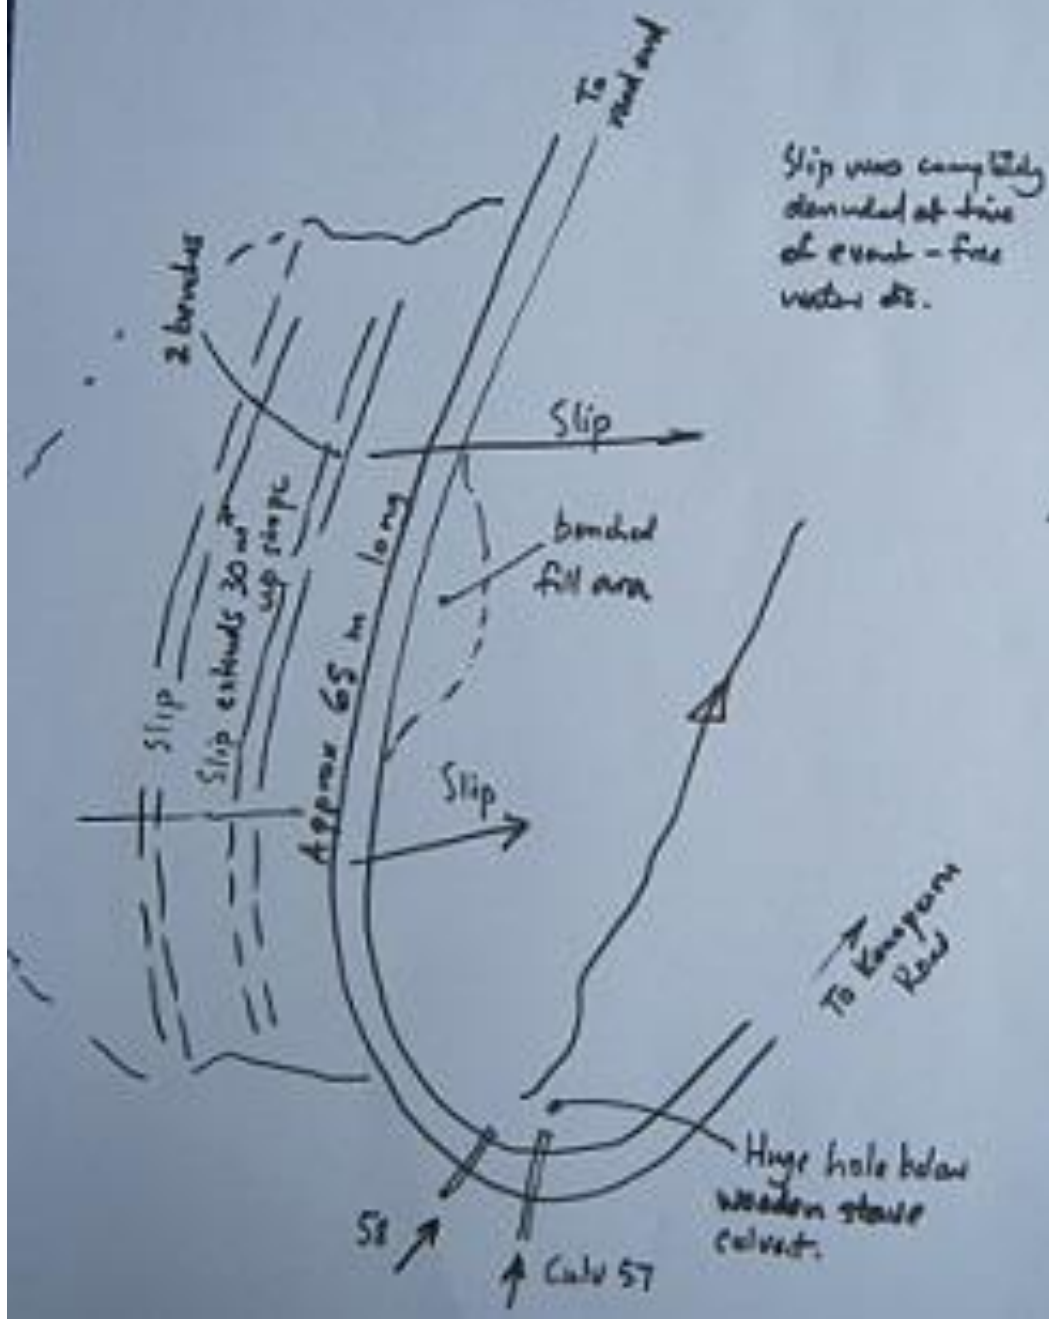 To
road end
Slip was completely
denuded at time
of event - free
water etc.
2 benches
Slip
benched
fill area
Slip extends 30 m
up slope
Approx 65 m long
Slip
Slip
To
Road
Huge hole below
wooden stave
culvert.
58
Culv 57